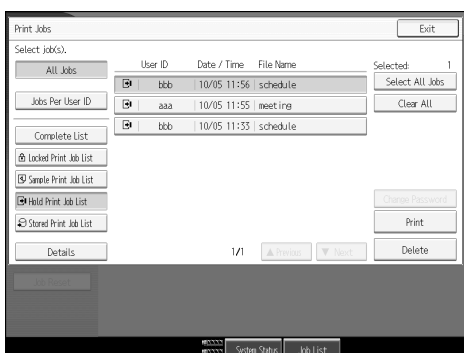 Print Jobs
Exit
Select job(s).
All Jobs
User ID Date / Time File Name
Selected: 1
bbb 10/05 11:56 schedule
Select All Jobs
Jobs Per User ID
aaa 10/05 11:55 meeting
Clear All
bbb 10/05 11:33 schedule
Complete List
Locked Print Job List
Sample Print Job List
Hold Print Job List
Change Password
Stored Print Job List
Print
Details
1/1
▲ Previous
▼ Next
Delete
Job Reset
System Status
Job List